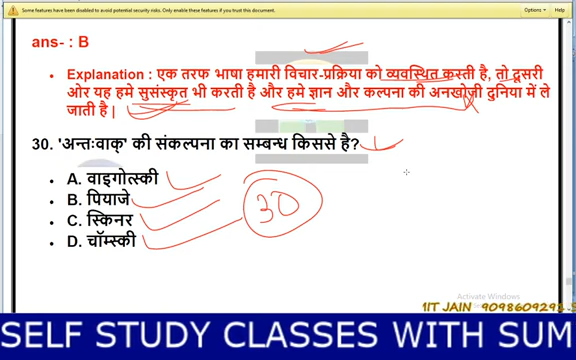 Some features have been disabled to avoid potential security risks. Only enable these features if you trust this document.
ans- : B
• Explanation : एक तरफ भाषा हमारी विचार-प्रक्रिया को व्यवस्थित करती है, तो दूसरी
ओर यह हमे सुसंस्कृत भी करती है और हमे ज्ञान और कल्पना की अनखोजी दुनिया में ले
जाती है |
30. 'अन्तःवाक्' की संकल्पना का सम्बन्ध किससे है?
• A. वाइगोत्स्की
• B. पियाजे
• C. स्किनर
• D. चॉम्स्की
30
Activate Windows
IIT JAIN 9098609293
SELF STUDY CLASSES WITH SUM